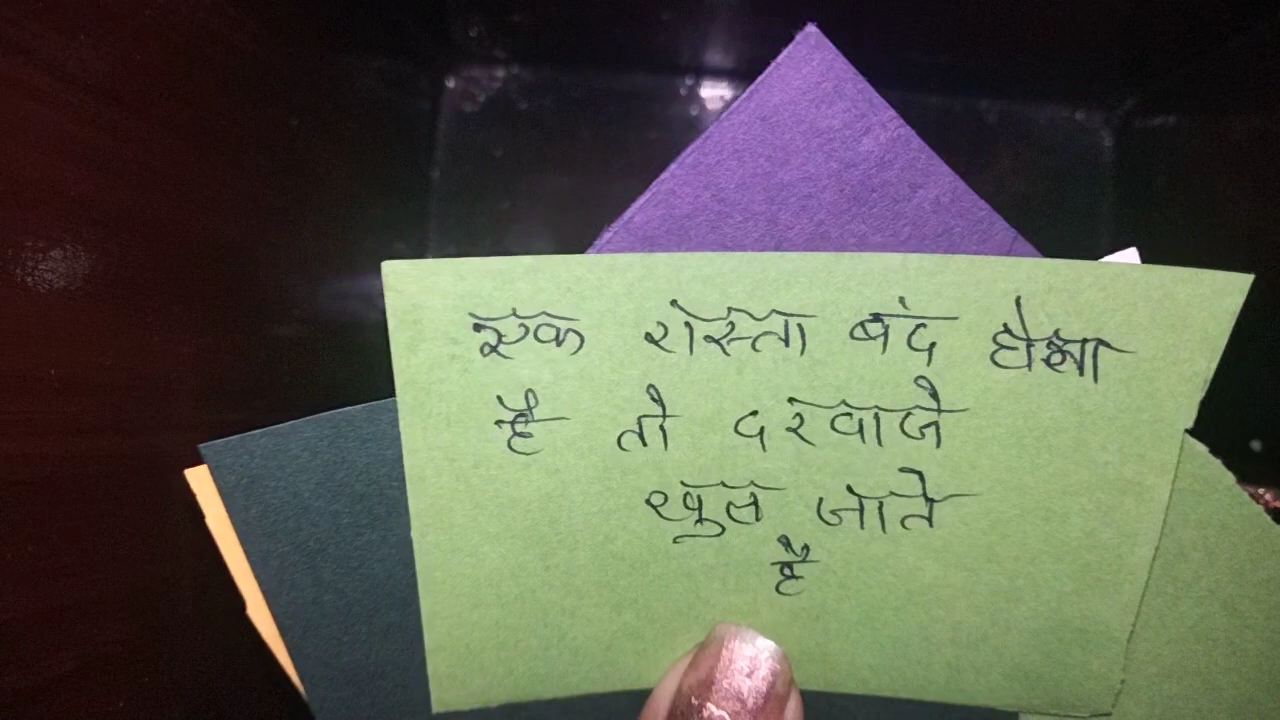 एक रास्ता बंद होता
है तो दरवाजे
खुल जाते
है